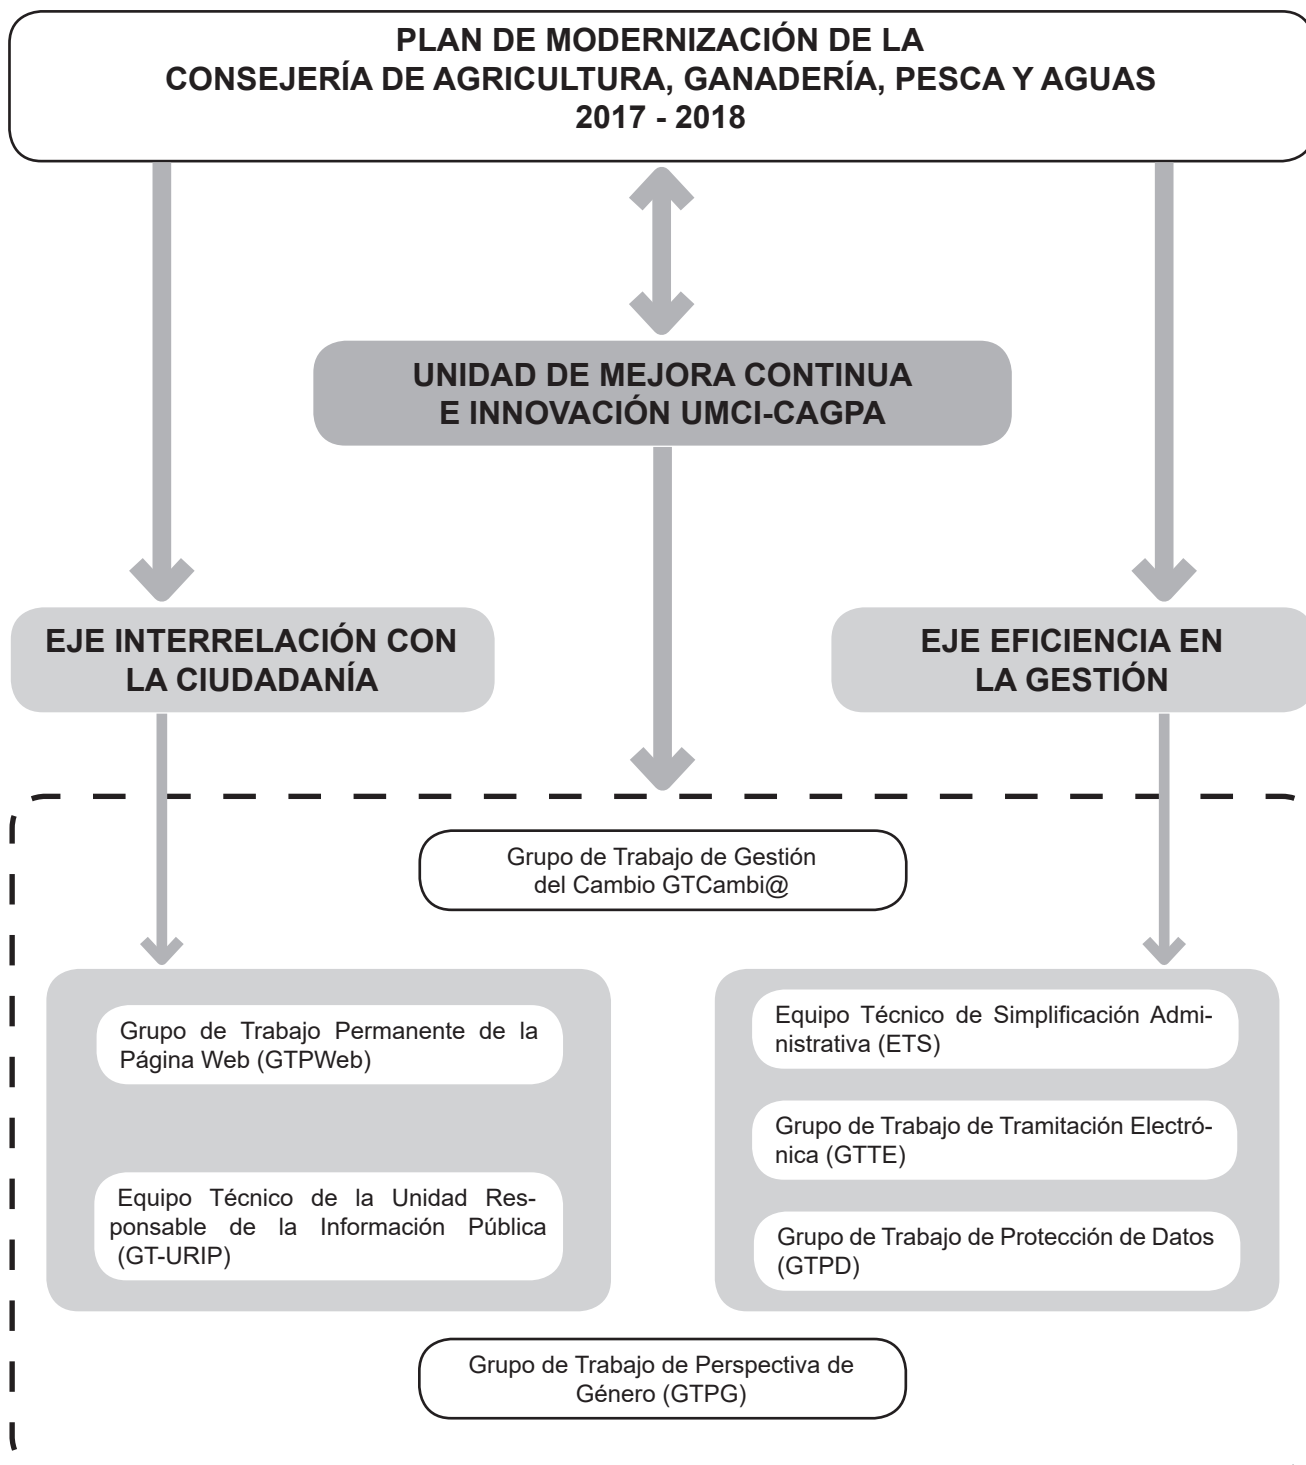 PLAN DE MODERNIZACIÓN DE LA
CONSEJERÍA DE AGRICULTURA, GANADERÍA, PESCA Y AGUAS
2017 - 2018
UNIDAD DE MEJORA CONTINUA
E INNOVACIÓN UMCI-CAGPA
EJE INTERRELACIÓN CON
LA CIUDADANÍA
EJE EFICIENCIA EN
LA GESTIÓN
Grupo de Trabajo de Gestión
del Cambio GTCambi@
Grupo de Trabajo Permanente de la
Página Web (GTPWeb)
Equipo Técnico de la Unidad Res-
ponsable de la Información Pública
(GT-URIP)
Equipo Técnico de Simplificación Admi-
nistrativa (ETS)
Grupo de Trabajo de Tramitación Electró-
nica (GTTE)
Grupo de Trabajo de Protección de Datos
(GTPD)
Grupo de Trabajo de Perspectiva de
Género (GTPG)